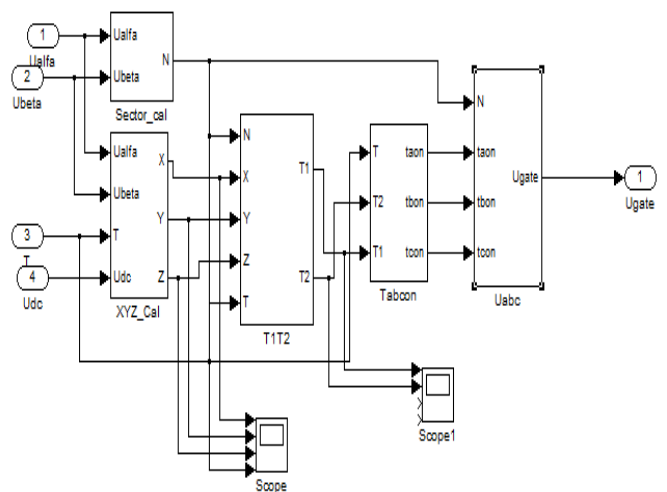 1
Ualfa
2
Ubeta
Ualfa
Ubeta
N
Sector_cal
Ualfa
Ubeta
T
Udc
X
Y
Z
XYZ_Cal
3
T
4
Udc
N
X
Y
Z
T
T1
T2
T1T2
T
T2
T1
taon
tbon
tcon
Tabcon
N
taon
tbon
tcon
Ugate
Uabc
1
Ugate
Scope
Scope1